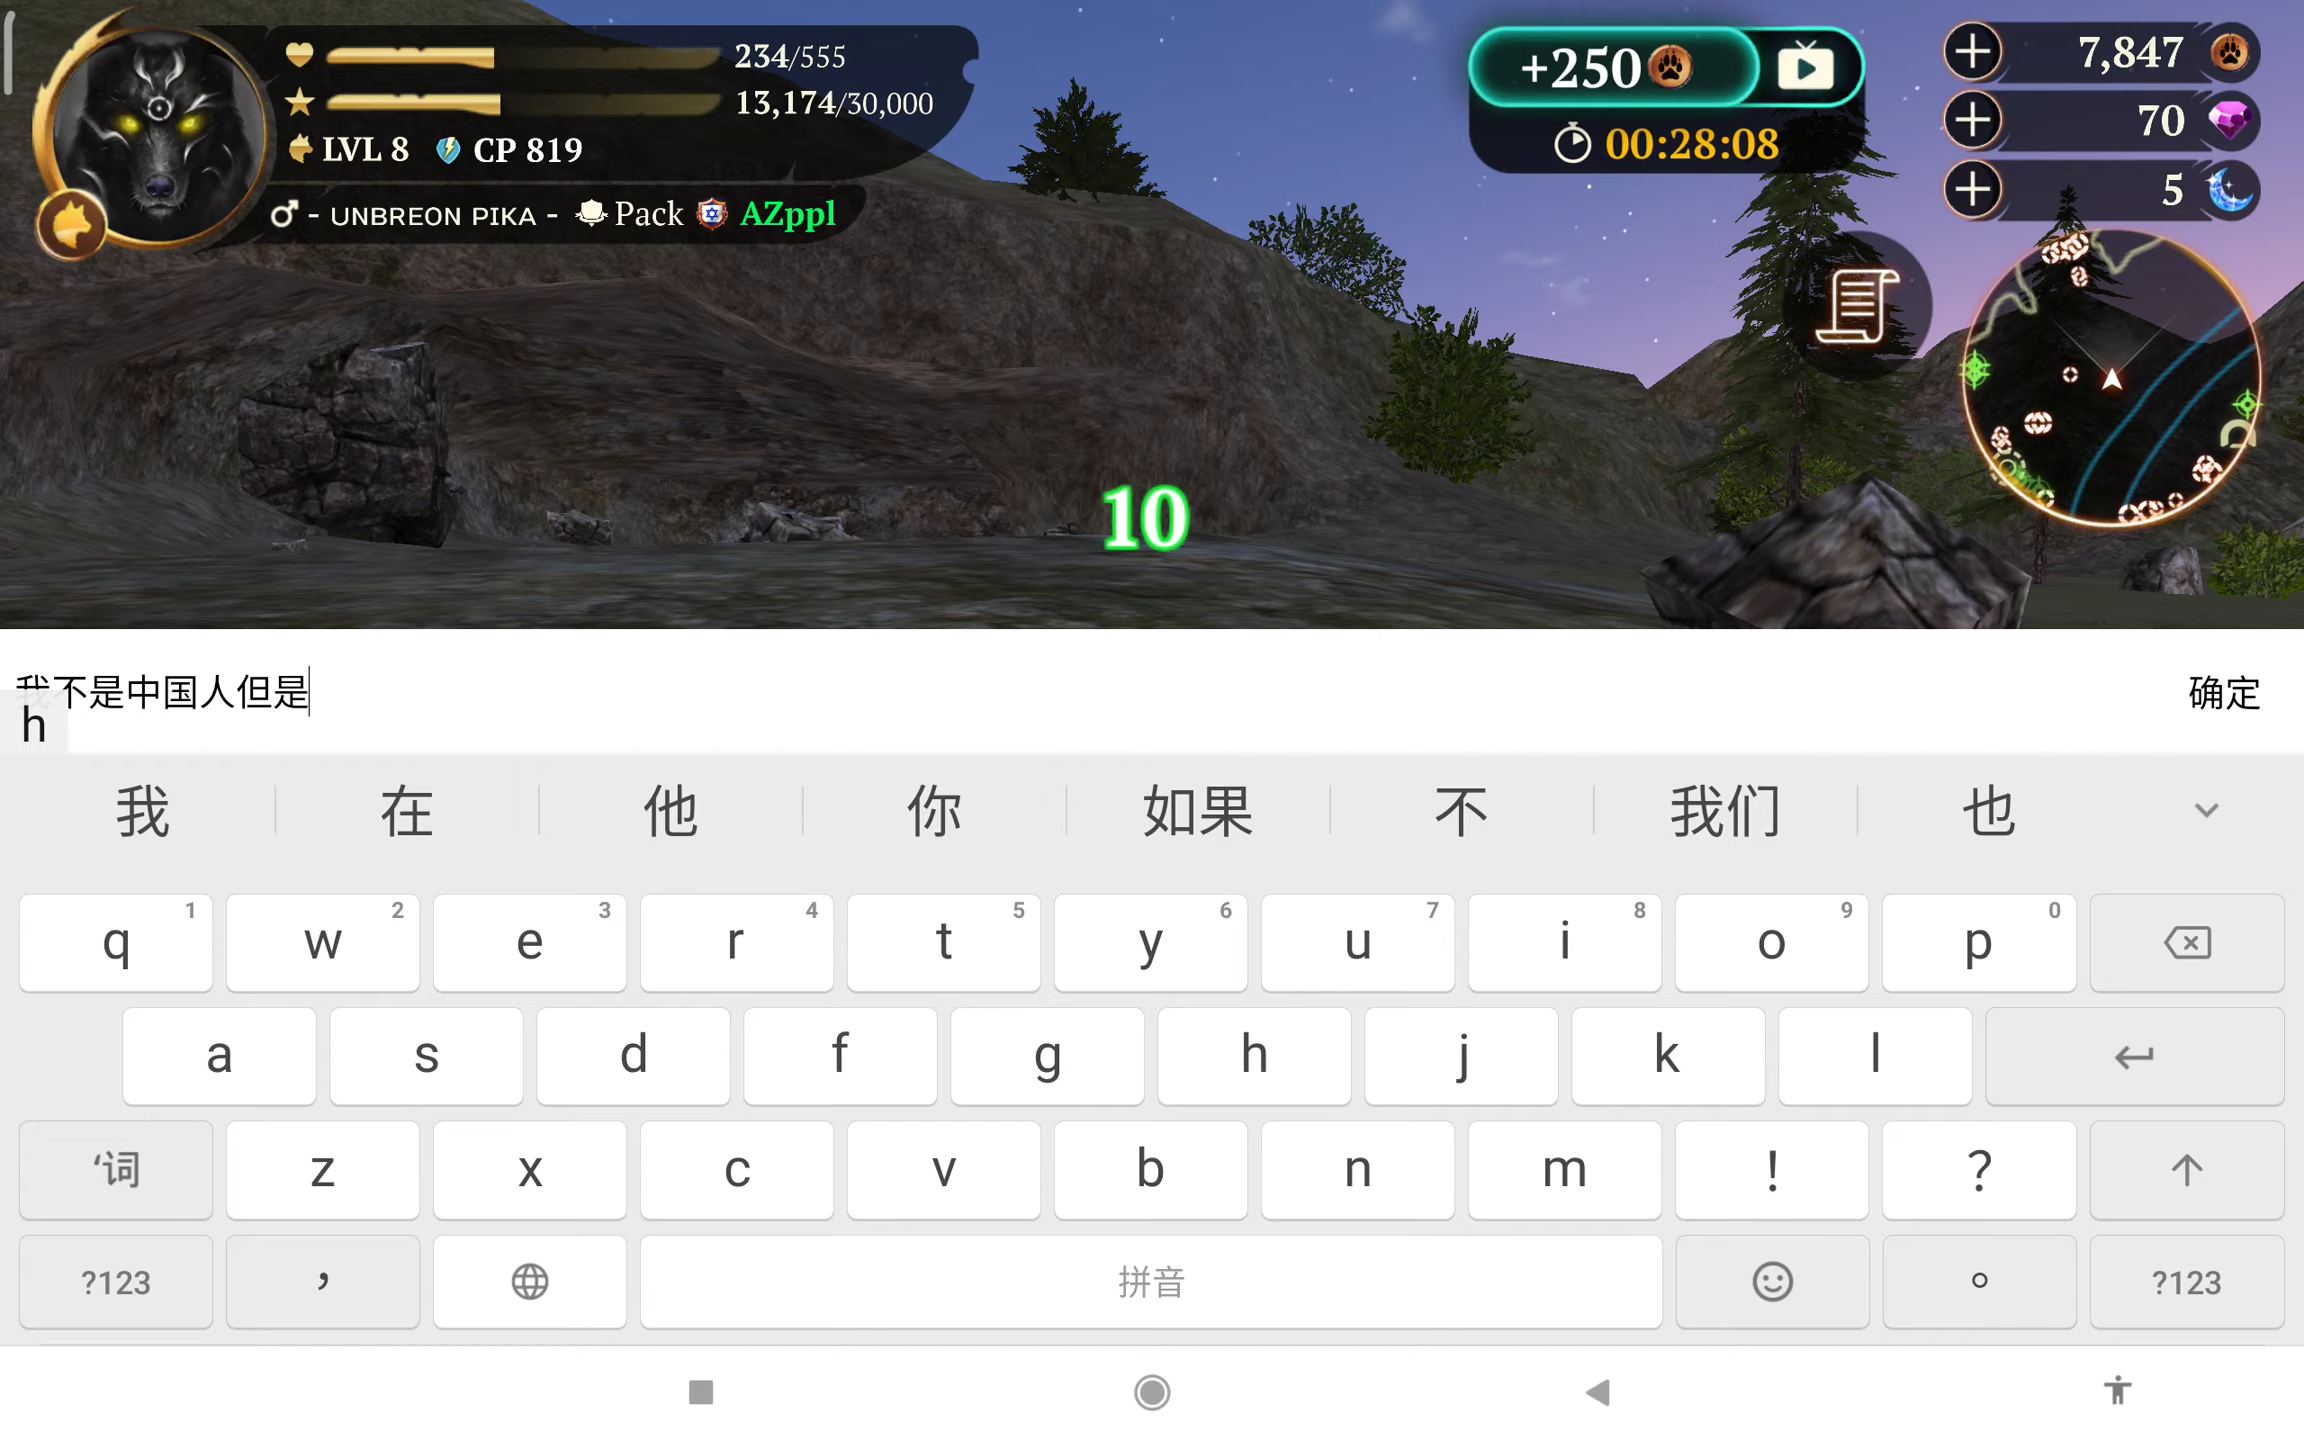 234/555
13,174/30,000
LVL 8 CP 819
- UNBREON PIKA - Pack AZppl
+250
00:28:08
7,847
70
5
10
我不是中国人但是
确定
h
我 在 他 你 如果 不 我们 也
q 1 w 2 e 3 r 4 t 5 y 6 u 7 i 8 o 9 p 0
a s d f g h j k l
‘词 z x c v b n m ! ?
?123 ， 拼音 。 ?123